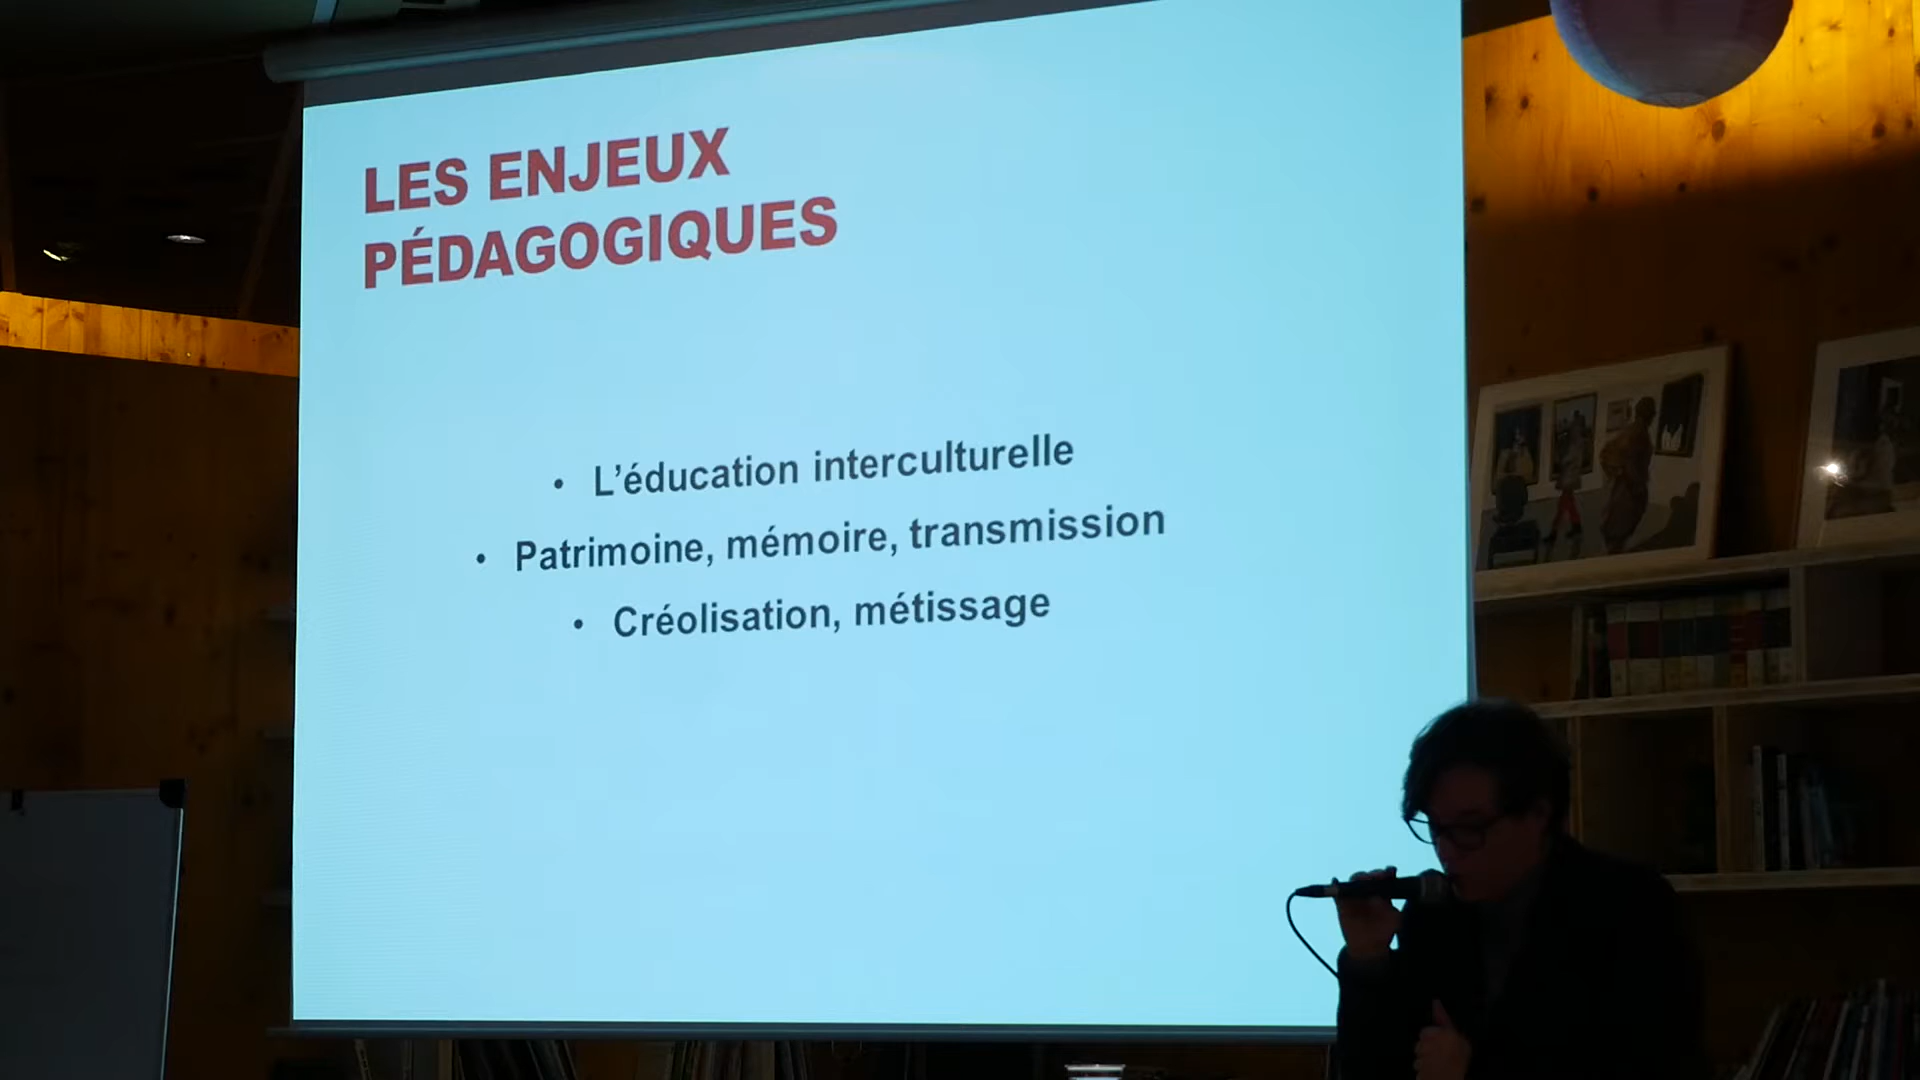 LES ENJEUX
PÉDAGOGIQUES
• L'éducation interculturelle
• Patrimoine, mémoire, transmission
• Créolisation, métissage